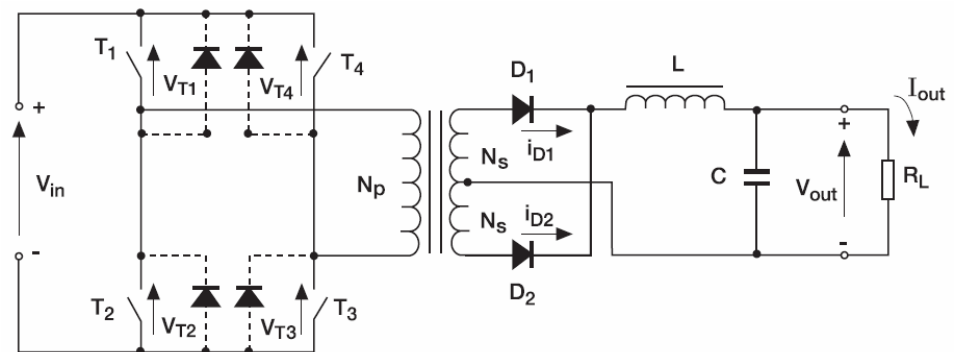 T1
VT1
VT4
T4
D1
L
Iout
+
iD1
+
Vin
Np
Ns
C
Vout
RL
Ns
iD2
-
-
D2
T2
VT2
VT3
T3